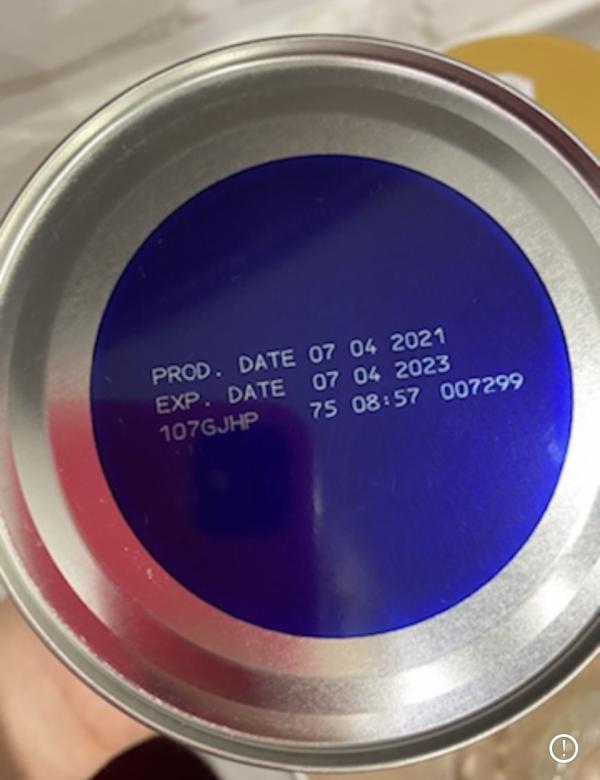 PROD. DATE 07 04 2021
EXP. DATE 07 04 2023
107GJHP 75 08:57 007299